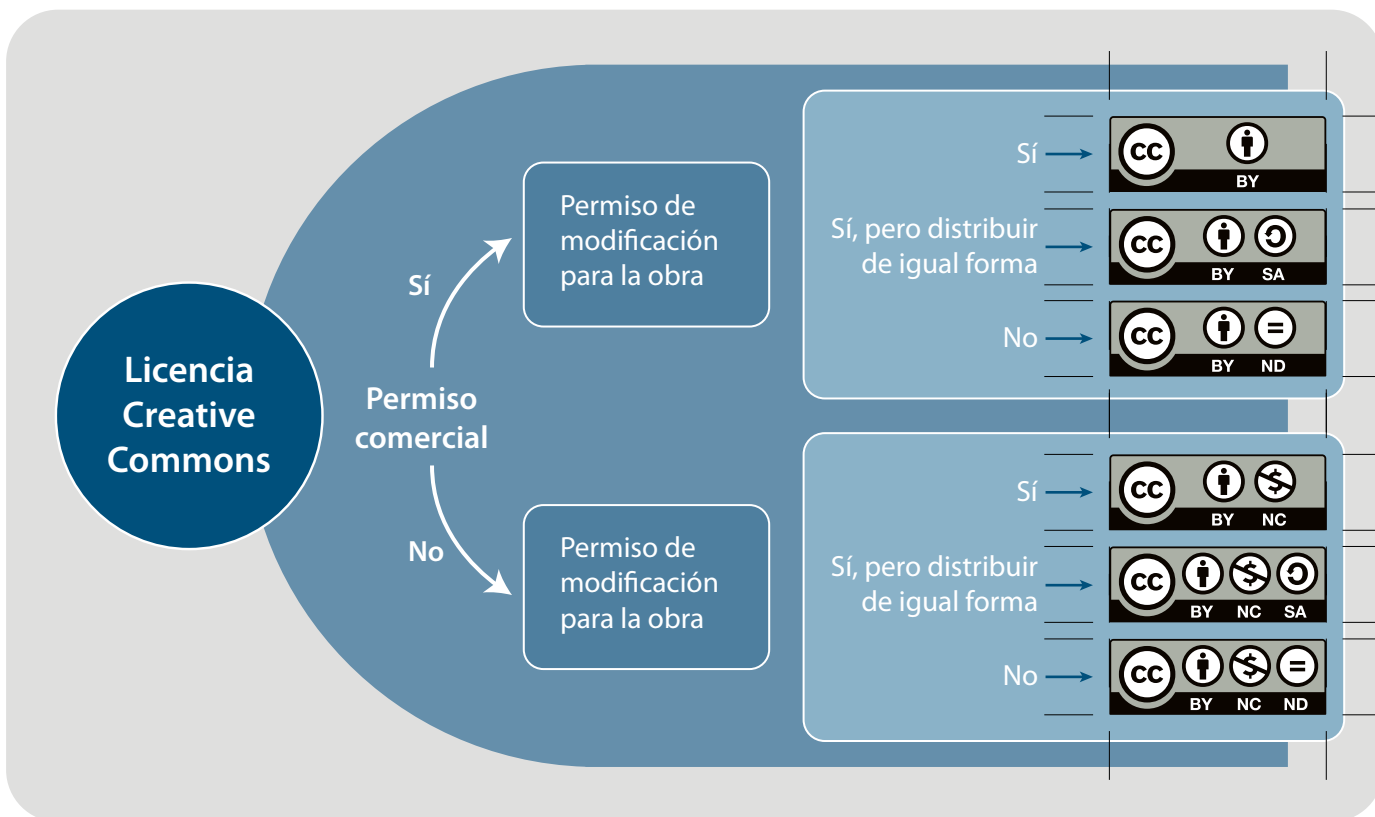 Licencia
Creative
Commons
Permiso
comercial
Sí
Permiso de
modificación
para la obra
Sí
CC
BY
Sí, pero distribuir
de igual forma
CC
BY SA
No
CC
BY ND
No
Permiso de
modificación
para la obra
Sí
CC
$
BY NC
Sí, pero distribuir
de igual forma
CC
$
BY NC SA
No
CC
$
BY NC ND